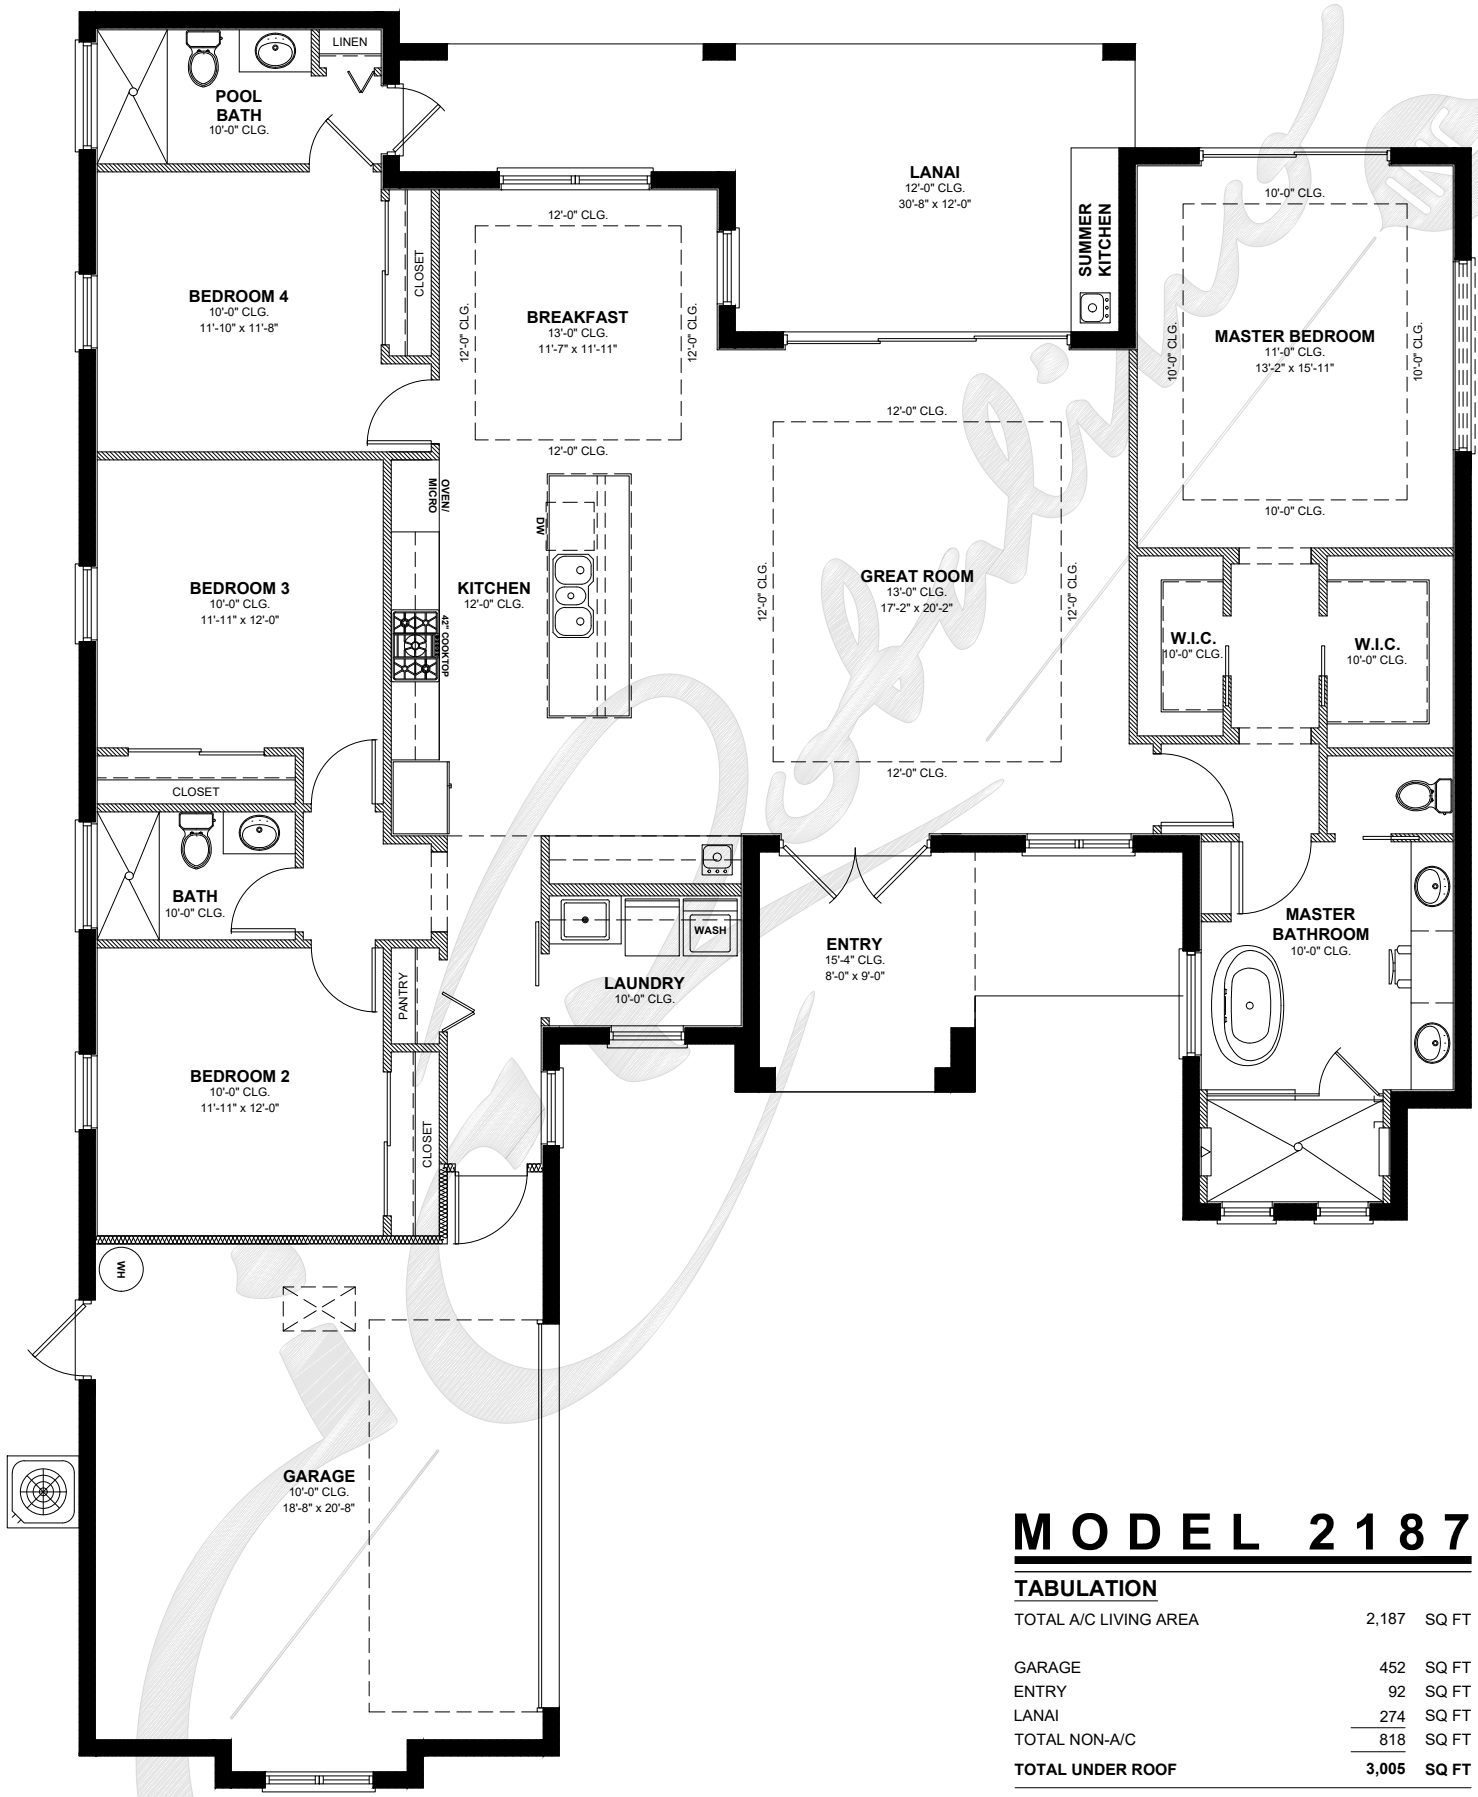 LINEN
POOL
BATH
10'-0" CLG.
LANAI
12'-0" CLG.
30'-8" x 12'-0"
SUMMER
KITCHEN
10'-0" CLG.
12'-0" CLG.
CLOSET
BEDROOM 4
10'-0" CLG.
11'-10" x 11'-8"
12'-0" CLG.
BREAKFAST
13'-0" CLG.
11'-7" x 11'-11"
12'-0" CLG.
12'-0" CLG.
10'-0" CLG.
MASTER BEDROOM
11'-0" CLG.
13'-2" x 15'-11"
10'-0" CLG.
10'-0" CLG.
12'-0" CLG.
OVEN/
MICRO
DW
BEDROOM 3
10'-0" CLG.
11'-11" x 12'-0"
KITCHEN
12'-0" CLG.
42" COOKTOP
12'-0" CLG.
GREAT ROOM
13'-0" CLG.
17'-2" x 20'-2"
12'-0" CLG.
12'-0" CLG.
W.I.C.
10'-0" CLG.
W.I.C.
10'-0" CLG.
CLOSET
BATH
10'-0" CLG.
WASH
LAUNDRY
10'-0" CLG.
PANTRY
ENTRY
15'-4" CLG.
8'-0" x 9'-0"
MASTER
BATHROOM
10'-0" CLG.
BEDROOM 2
10'-0" CLG.
11'-11" x 12'-0"
CLOSET
WH
GARAGE
10'-0" CLG.
18'-8" x 20'-8"
INC
MODEL 2187
TABULATION
TOTAL A/C LIVING AREA 2,187 SQ FT
GARAGE 452 SQ FT
ENTRY 92 SQ FT
LANAI 274 SQ FT
TOTAL NON-A/C 818 SQ FT
TOTAL UNDER ROOF 3,005 SQ FT